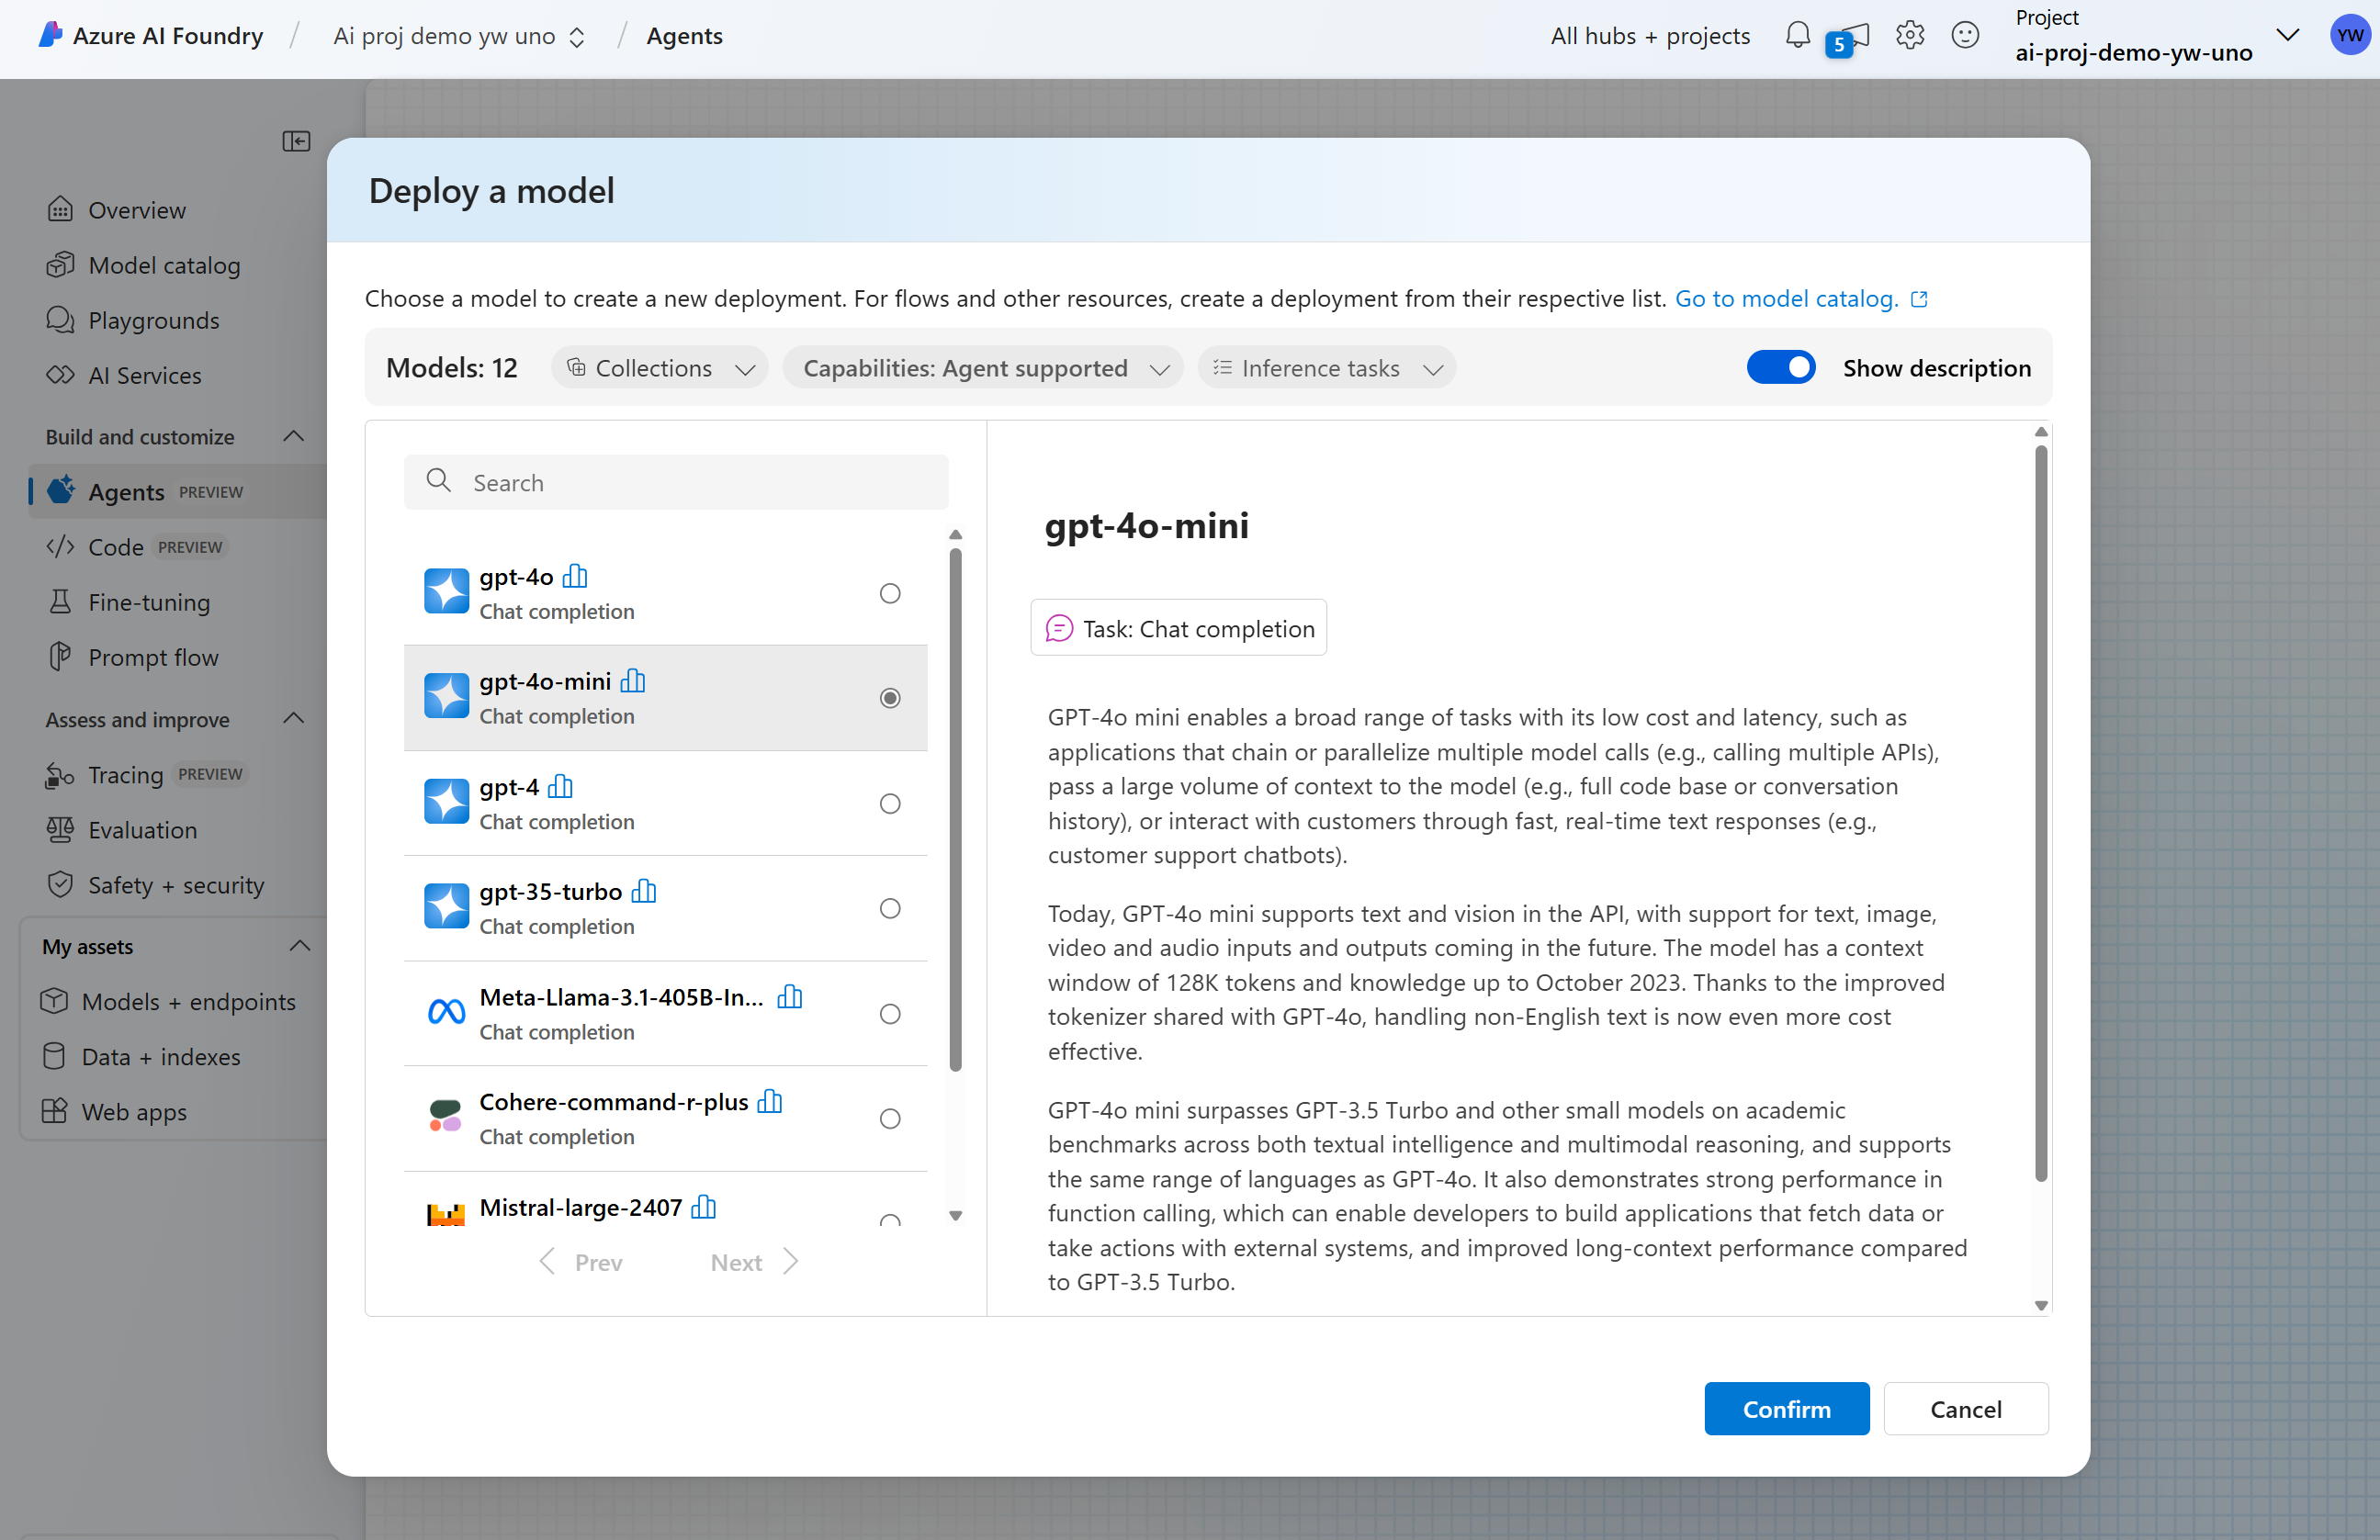 Azure AI Foundry / Ai proj demo yw uno / Agents
All hubs + projects
5
Project
ai-proj-demo-yw-uno
YW
Overview
Model catalog
Playgrounds
AI Services
Build and customize
Agents PREVIEW
Code PREVIEW
Fine-tuning
Prompt flow
Assess and improve
Tracing PREVIEW
Evaluation
Safety + security
My assets
Models + endpoints
Data + indexes
Web apps
Deploy a model
Choose a model to create a new deployment. For flows and other resources, create a deployment from their respective list. Go to model catalog.
Models: 12 Collections Capabilities: Agent supported Inference tasks Show description
Search
gpt-4o
Chat completion
gpt-4o-mini
Chat completion
gpt-4
Chat completion
gpt-35-turbo
Chat completion
Meta-Llama-3.1-405B-In...
Chat completion
Cohere-command-r-plus
Chat completion
Mistral-large-2407
Prev Next
gpt-4o-mini
Task: Chat completion
GPT-4o mini enables a broad range of tasks with its low cost and latency, such as
applications that chain or parallelize multiple model calls (e.g., calling multiple APIs),
pass a large volume of context to the model (e.g., full code base or conversation
history), or interact with customers through fast, real-time text responses (e.g.,
customer support chatbots).
Today, GPT-4o mini supports text and vision in the API, with support for text, image,
video and audio inputs and outputs coming in the future. The model has a context
window of 128K tokens and knowledge up to October 2023. Thanks to the improved
tokenizer shared with GPT-4o, handling non-English text is now even more cost
effective.
GPT-4o mini surpasses GPT-3.5 Turbo and other small models on academic
benchmarks across both textual intelligence and multimodal reasoning, and supports
the same range of languages as GPT-4o. It also demonstrates strong performance in
function calling, which can enable developers to build applications that fetch data or
take actions with external systems, and improved long-context performance compared
to GPT-3.5 Turbo.
Confirm Cancel